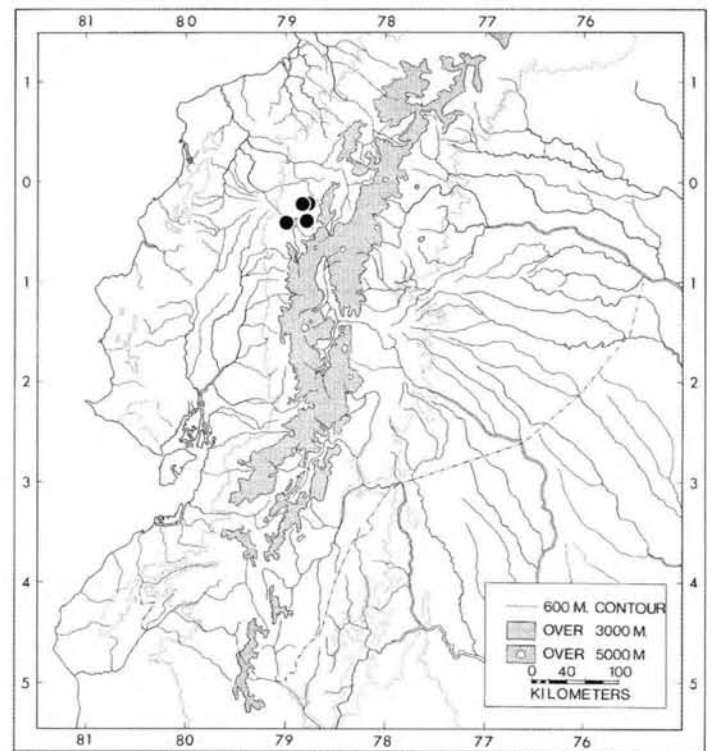 81 80 79 78 77 76
1 1
0 0
1 1
2 2
3 3
4 4
5 5
600 M. CONTOUR
OVER 3000 M.
OVER 5000 M
0 40 100
KILOMETERS
81 80 79 78 77 76